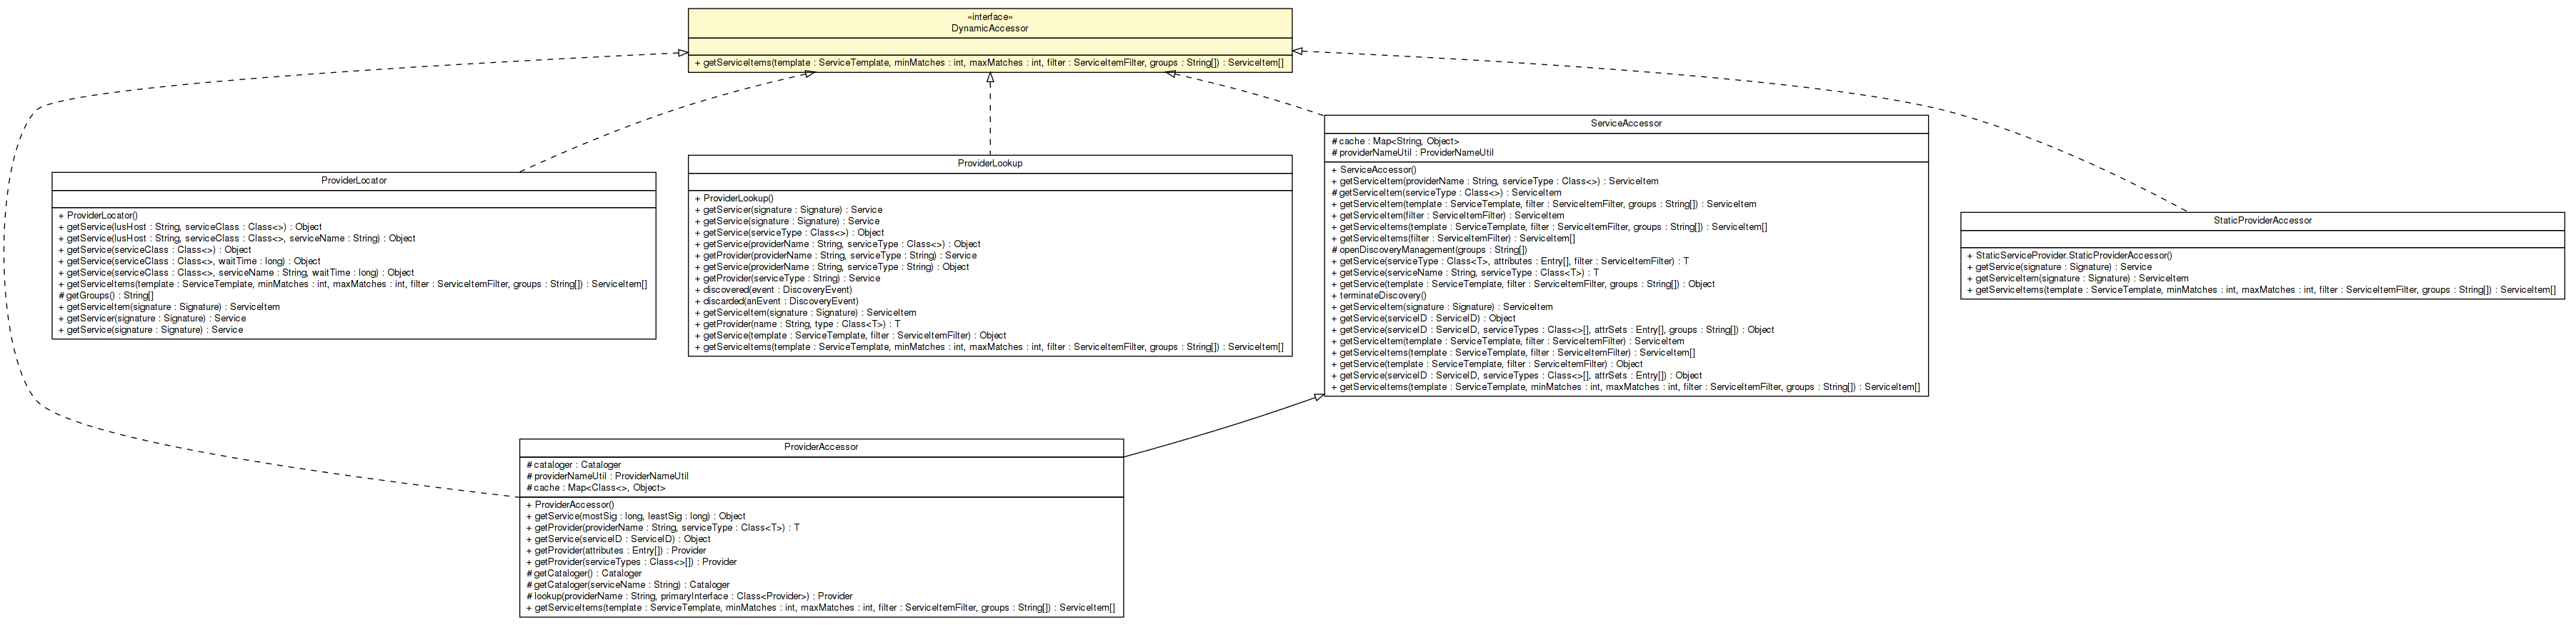 «interface»
DynamicAccessor
+ getServiceItems(template : ServiceTemplate, minMatches : int, maxMatches : int, filter : ServiceItemFilter, groups : String[]) : ServiceItem[]
ProviderLocator
+ ProviderLocator()
+ getService(lusHost : String, serviceClass : Class<>) : Object
+ getService(lusHost : String, serviceClass : Class<>, serviceName : String) : Object
+ getService(serviceClass : Class<>) : Object
+ getService(serviceClass : Class<>, waitTime : long) : Object
+ getService(serviceClass : Class<>, serviceName : String, waitTime : long) : Object
+ getServiceItems(template : ServiceTemplate, minMatches : int, maxMatches : int, filter : ServiceItemFilter, groups : String[]) : ServiceItem[]
# getGroups() : String[]
+ getServiceItem(signature : Signature) : ServiceItem
+ getServicer(signature : Signature) : Service
+ getService(signature : Signature) : Service
ProviderLookup
+ ProviderLookup()
+ getServicer(signature : Signature) : Service
+ getService(signature : Signature) : Service
+ getService(serviceType : Class<>) : Object
+ getService(providerName : String, serviceType : Class<>) : Object
+ getProvider(providerName : String, serviceType : String) : Service
+ getService(providerName : String, serviceType : String) : Object
+ getProvider(serviceType : String) : Service
+ discovered(event : DiscoveryEvent)
+ discarded(anEvent : DiscoveryEvent)
+ getServiceItem(signature : Signature) : ServiceItem
+ getProvider(name : String, type : Class<T>) : T
+ getService(template : ServiceTemplate, filter : ServiceItemFilter) : Object
+ getServiceItems(template : ServiceTemplate, minMatches : int, maxMatches : int, filter : ServiceItemFilter, groups : String[]) : ServiceItem[]
ServiceAccessor
# cache : Map<String, Object>
# providerNameUtil : ProviderNameUtil
+ ServiceAccessor()
+ getServiceItem(providerName : String, serviceType : Class<>) : ServiceItem
# getServiceItem(serviceType : Class<>) : ServiceItem
+ getServiceItem(template : ServiceTemplate, filter : ServiceItemFilter, groups : String[]) : ServiceItem
+ getServiceItem(filter : ServiceItemFilter) : ServiceItem
+ getServiceItems(template : ServiceTemplate, filter : ServiceItemFilter, groups : String[]) : ServiceItem[]
+ getServiceItems(filter : ServiceItemFilter) : ServiceItem[]
# openDiscoveryManagement(groups : String[])
+ getService(serviceType : Class<T>, attributes : Entry[], filter : ServiceItemFilter) : T
+ getService(serviceName : String, serviceType : Class<T>) : T
+ getService(template : ServiceTemplate, filter : ServiceItemFilter, groups : String[]) : Object
+ terminateDiscovery()
+ getServiceItem(signature : Signature) : ServiceItem
+ getService(serviceID : ServiceID) : Object
+ getService(serviceID : ServiceID, serviceTypes : Class<>[], attrSets : Entry[], groups : String[]) : Object
+ getServiceItem(template : ServiceTemplate, filter : ServiceItemFilter) : ServiceItem
+ getServiceItems(template : ServiceTemplate, filter : ServiceItemFilter) : ServiceItem[]
+ getService(template : ServiceTemplate, filter : ServiceItemFilter) : Object
+ getService(serviceID : ServiceID, serviceTypes : Class<>[], attrSets : Entry[]) : Object
+ getServiceItems(template : ServiceTemplate, minMatches : int, maxMatches : int, filter : ServiceItemFilter, groups : String[]) : ServiceItem[]
StaticProviderAccessor
+ StaticServiceProvider.StaticProviderAccessor()
+ getService(signature : Signature) : Service
+ getServiceItem(signature : Signature) : ServiceItem
+ getServiceItems(template : ServiceTemplate, minMatches : int, maxMatches : int, filter : ServiceItemFilter, groups : String[]) : ServiceItem[]
ProviderAccessor
# cataloger : Cataloger
# providerNameUtil : ProviderNameUtil
# cache : Map<Class<>, Object>
+ ProviderAccessor()
+ getService(mostSig : long, leastSig : long) : Object
+ getProvider(providerName : String, serviceType : Class<T>) : T
+ getService(serviceID : ServiceID) : Object
+ getProvider(attributes : Entry[]) : Provider
+ getProvider(serviceTypes : Class<>[]) : Provider
# getCataloger() : Cataloger
# getCataloger(serviceName : String) : Cataloger
# lookup(providerName : String, primaryInterface : Class<Provider>) : Provider
+ getServiceItems(template : ServiceTemplate, minMatches : int, maxMatches : int, filter : ServiceItemFilter, groups : String[]) : ServiceItem[]